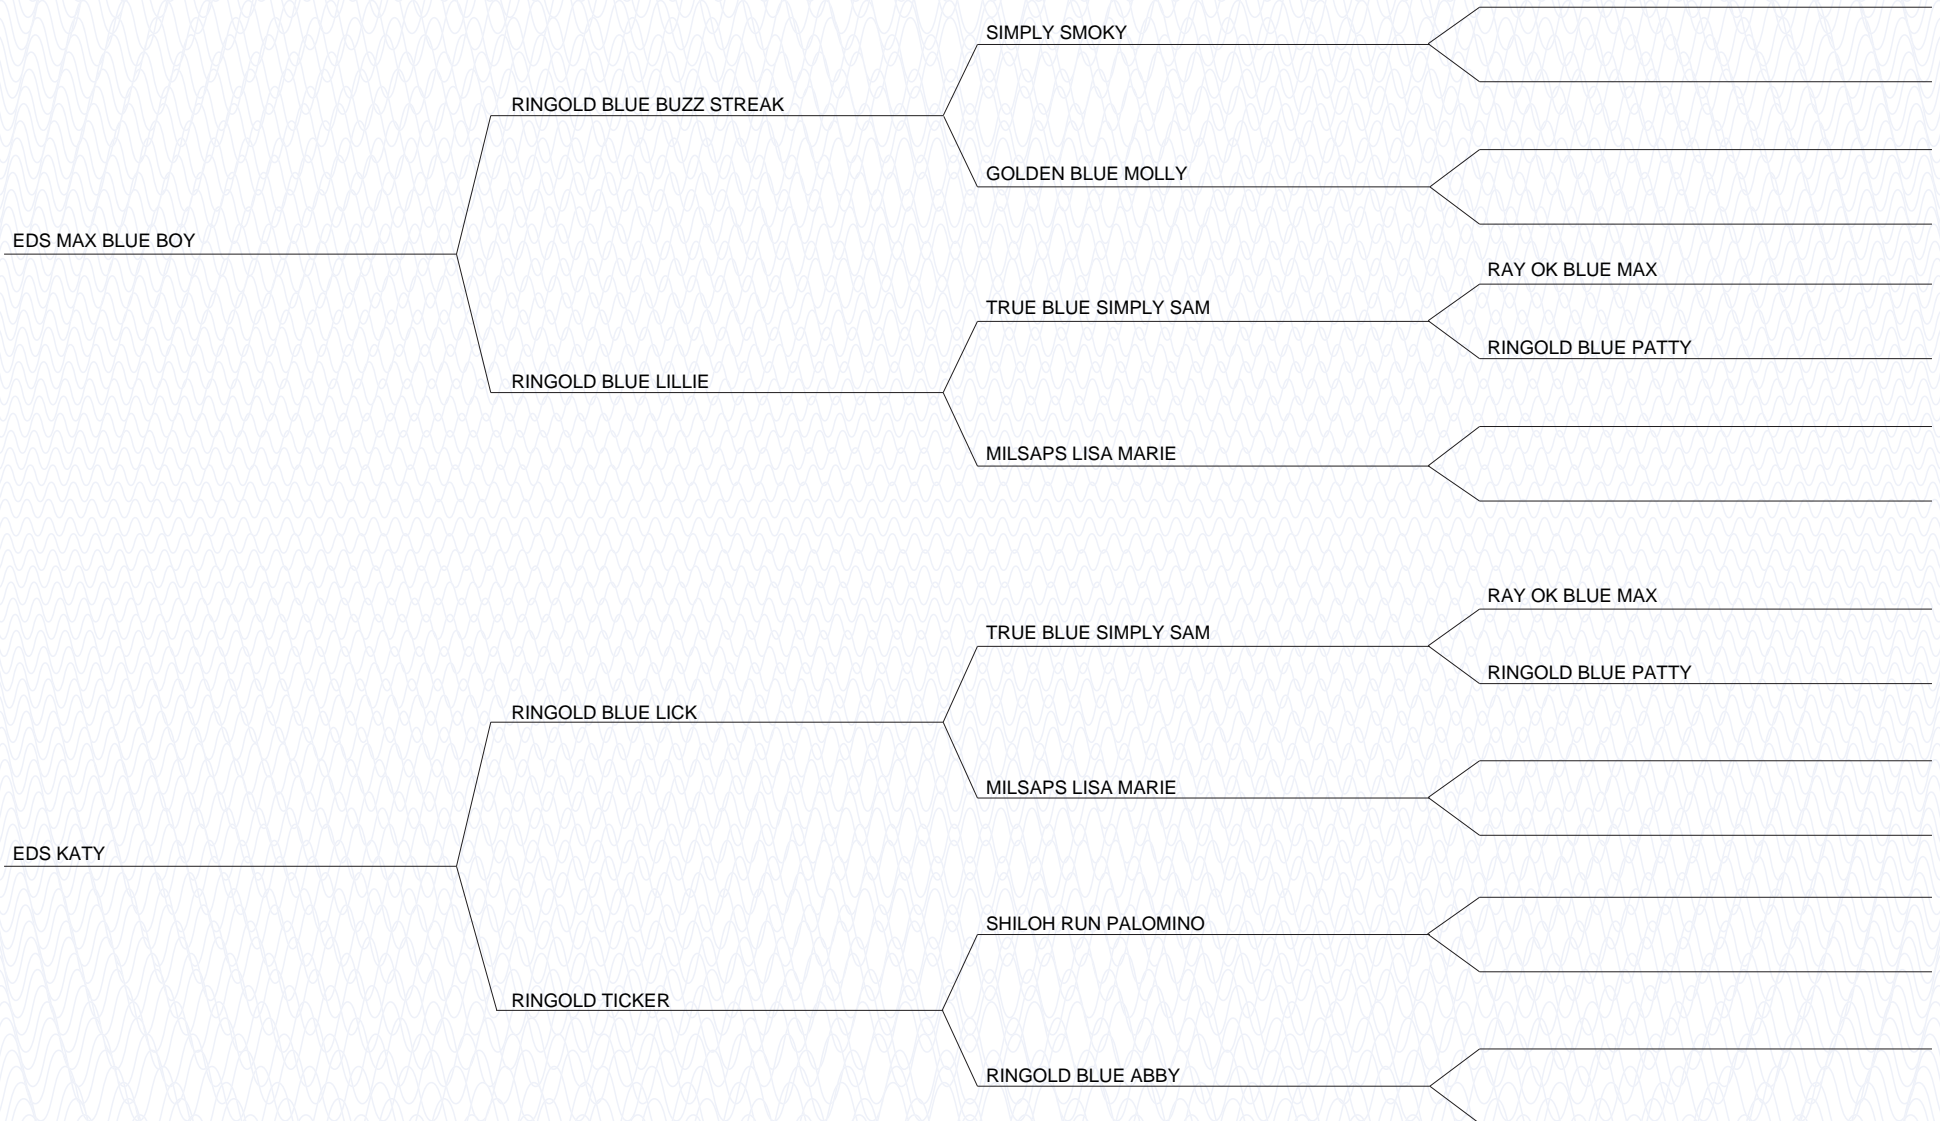 SIMPLY SMOKY
RINGOLD BLUE BUZZ STREAK
GOLDEN BLUE MOLLY
EDS MAX BLUE BOY
RAY OK BLUE MAX
TRUE BLUE SIMPLY SAM
RINGOLD BLUE PATTY
RINGOLD BLUE LILLIE
MILSAPS LISA MARIE
RAY OK BLUE MAX
TRUE BLUE SIMPLY SAM
RINGOLD BLUE PATTY
RINGOLD BLUE LICK
MILSAPS LISA MARIE
EDS KATY
SHILOH RUN PALOMINO
RINGOLD TICKER
RINGOLD BLUE ABBY